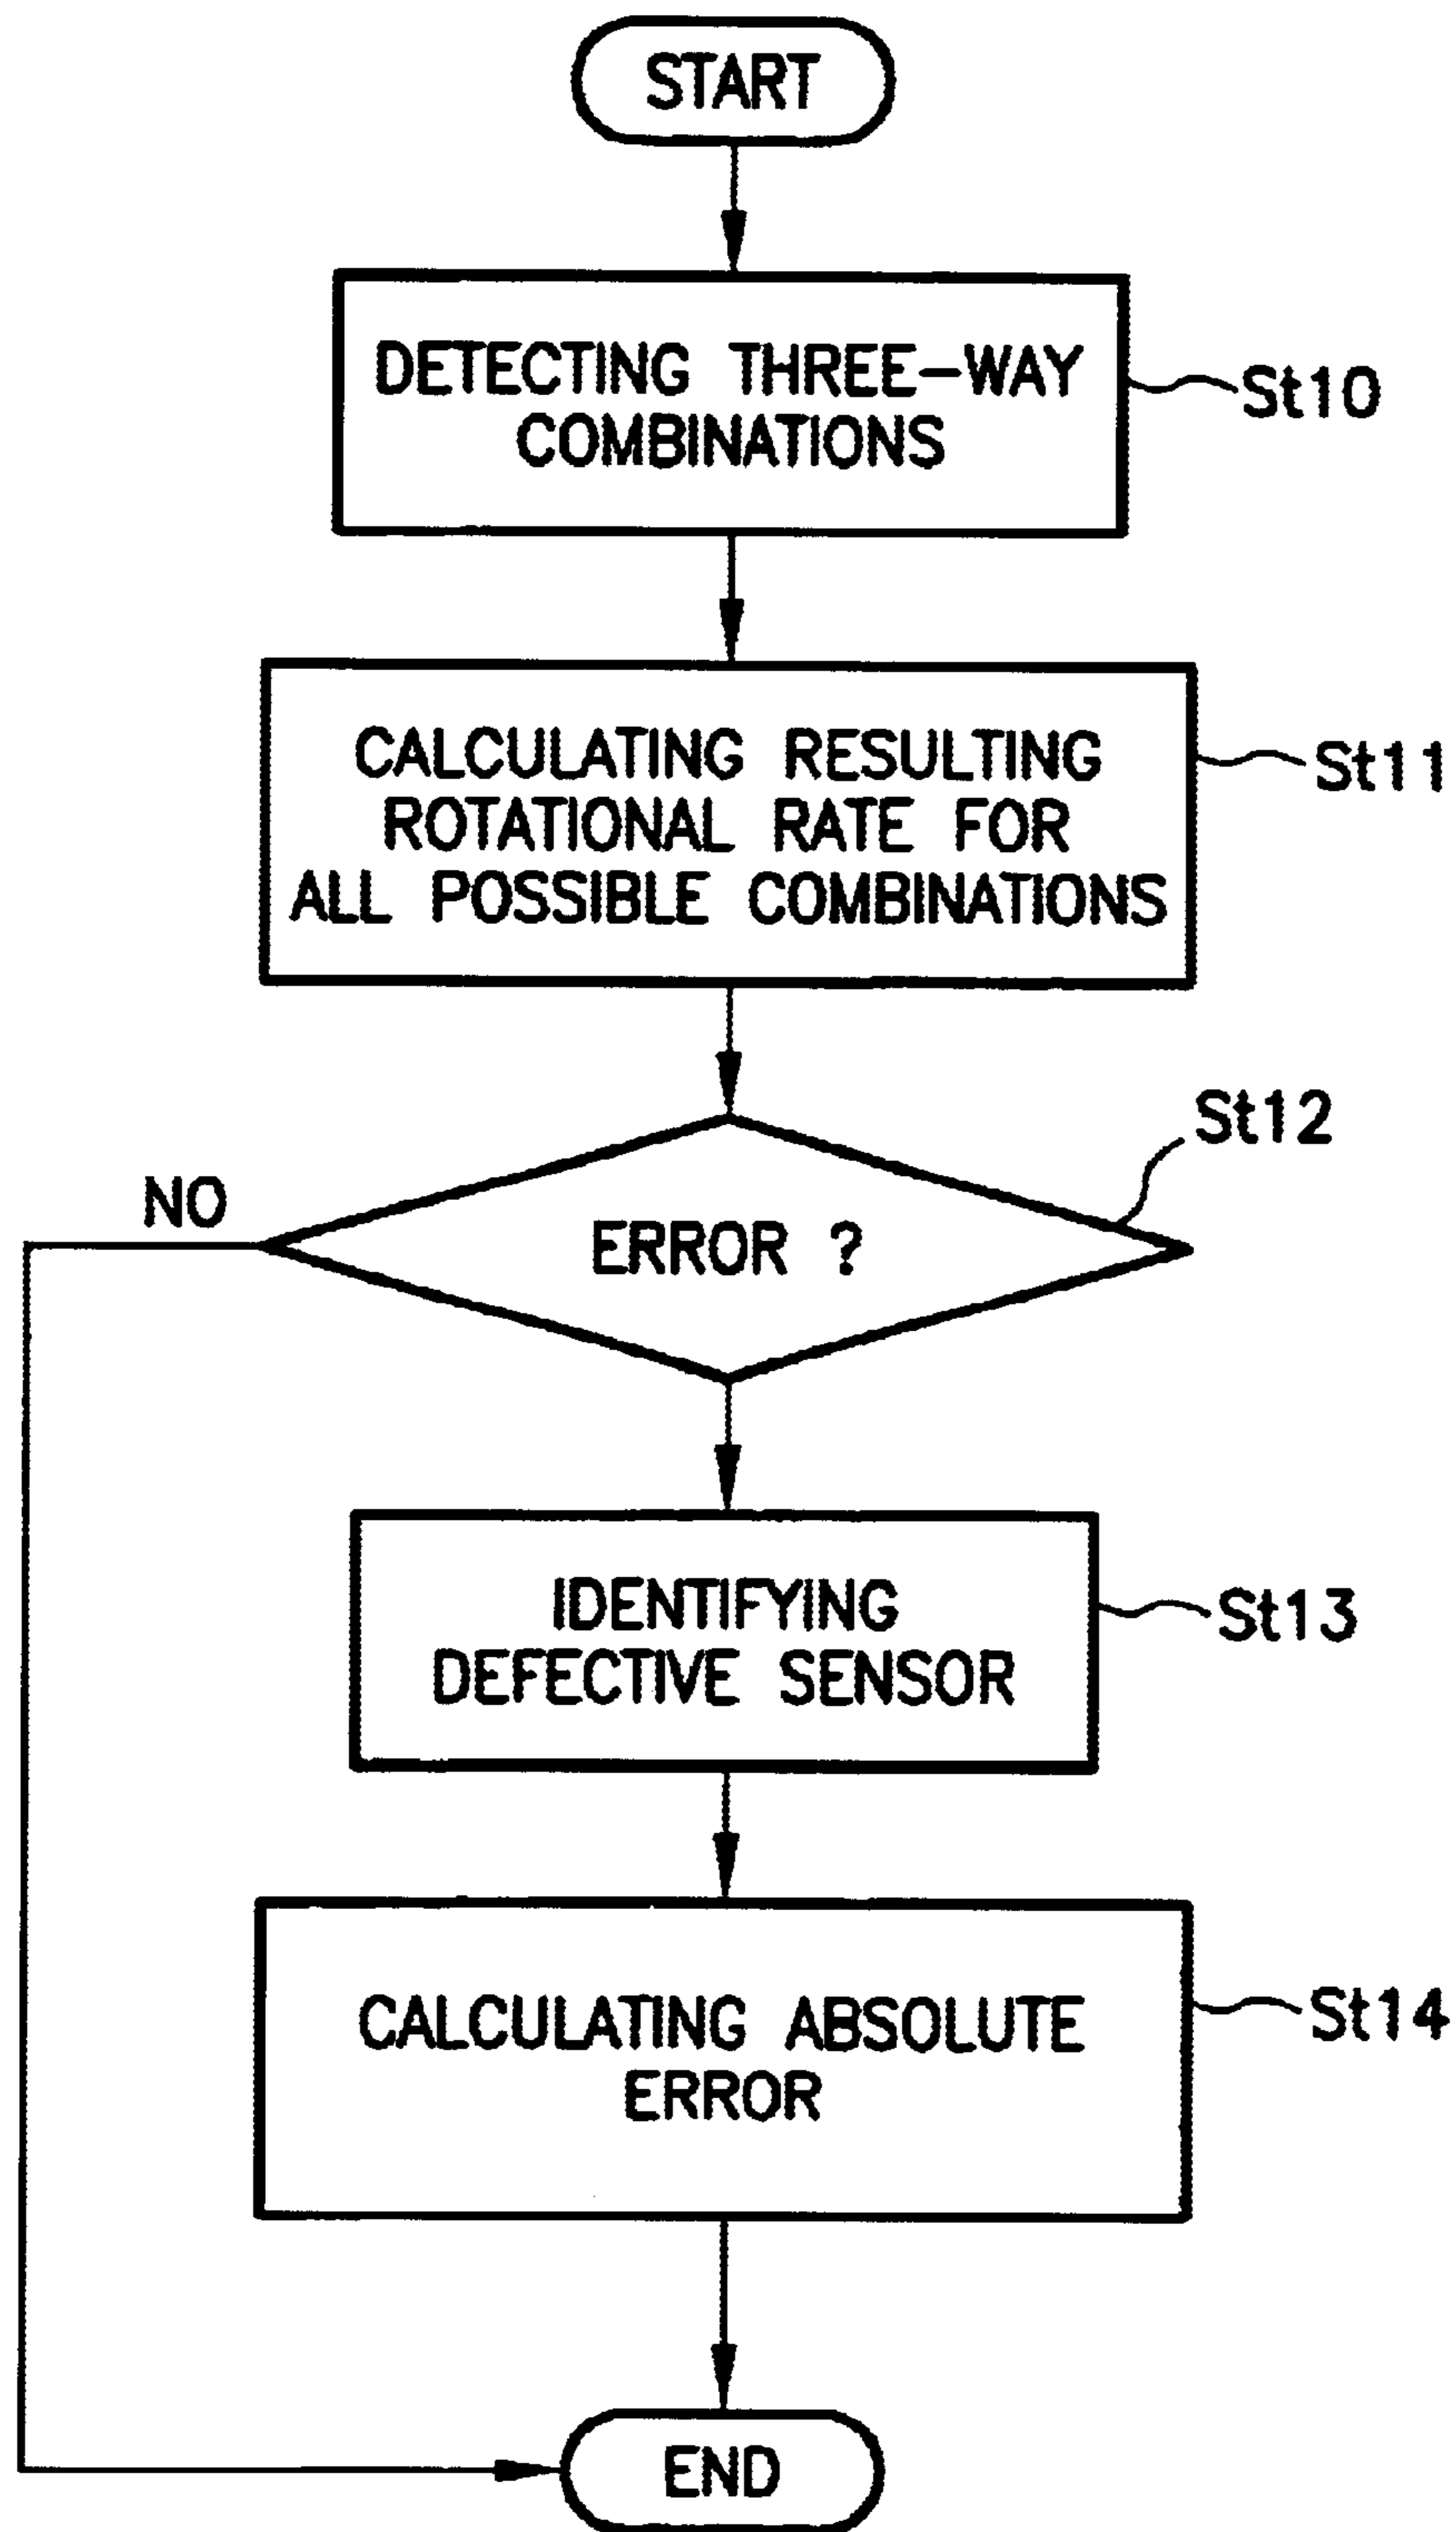 START
DETECTING THREE-WAY
COMBINATIONS
St10
CALCULATING RESULTING
ROTATIONAL RATE FOR
ALL POSSIBLE COMBINATIONS
St11
St12
NO
ERROR ?
IDENTIFYING
DEFECTIVE SENSOR
St13
CALCULATING ABSOLUTE
ERROR
St14
END